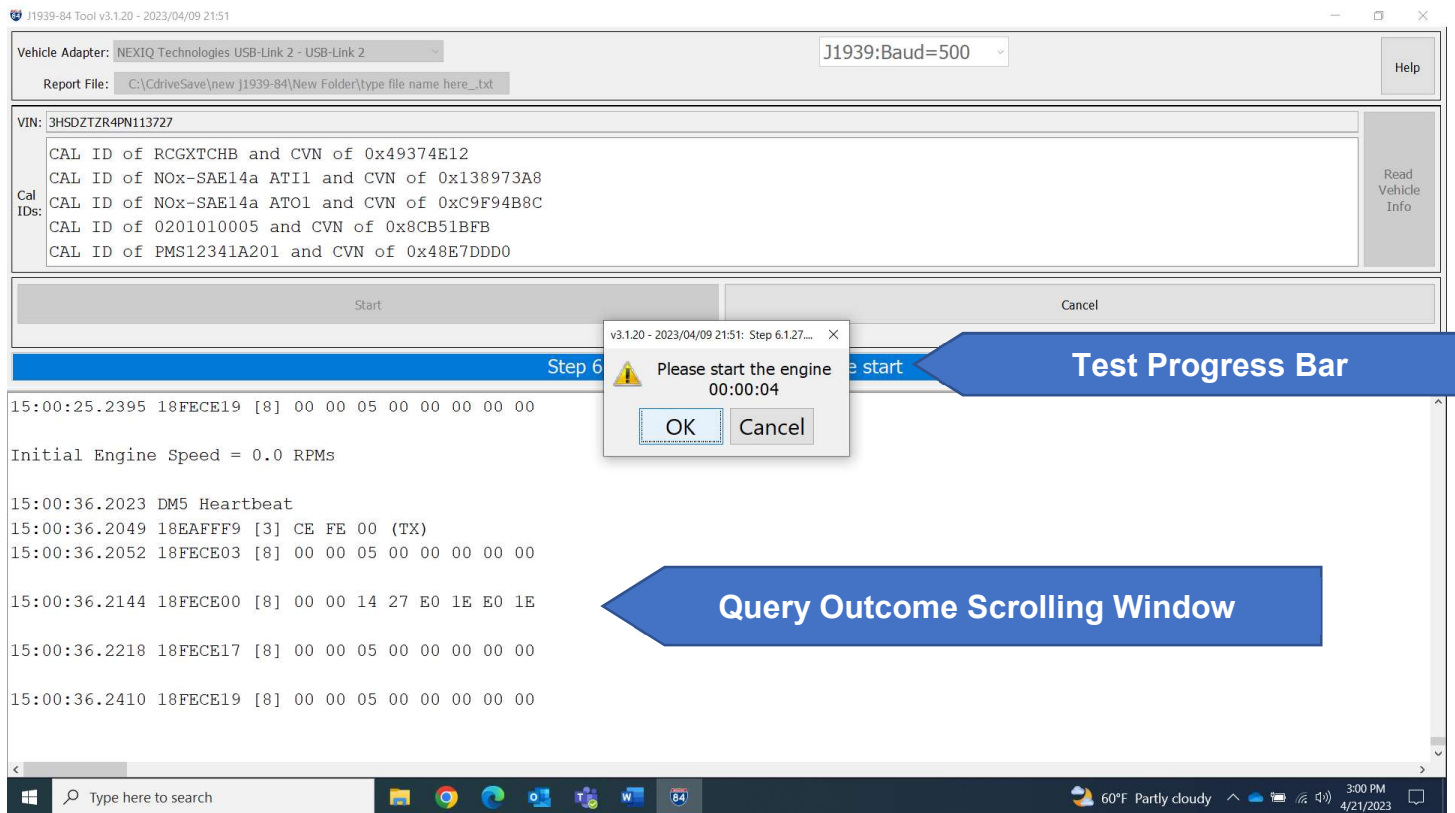 J1939-84 Tool v3.1.20 - 2023/04/09 21:51
Vehicle Adapter: NEXIQ Technologies USB-Link 2 - USB-Link 2
J1939:Baud=500
Help
Report File: C:\CdriveSave\new j1939-84\New Folder\type file name here_.txt
VIN: 3HSDZTZR4PN113727
Cal IDs:
CAL ID of RCGXTCHB and CVN of 0x49374E12
CAL ID of NOx-SAE14a ATI1 and CVN of 0x138973A8
CAL ID of NOx-SAE14a ATO1 and CVN of 0xC9F94B8C
CAL ID of 0201010005 and CVN of 0x8CB51BFB
CAL ID of PMS12341A201 and CVN of 0x48E7DDD0
Read
Vehicle
Info
Start
Cancel
v3.1.20 - 2023/04/09 21:51: Step 6.1.27....
Please start the engine
00:00:04
OK
Cancel
Step 6
e start
Test Progress Bar
15:00:25.2395 18FECE19 [8] 00 00 05 00 00 00 00 00
Initial Engine Speed = 0.0 RPMs
15:00:36.2023 DM5 Heartbeat
15:00:36.2049 18EAFFF9 [3] CE FE 00 (TX)
15:00:36.2052 18FECE03 [8] 00 00 05 00 00 00 00 00
15:00:36.2144 18FECE00 [8] 00 00 14 27 E0 1E E0 1E
Query Outcome Scrolling Window
15:00:36.2218 18FECE17 [8] 00 00 05 00 00 00 00 00
15:00:36.2410 18FECE19 [8] 00 00 05 00 00 00 00 00
Type here to search
84
60°F Partly cloudy
3:00 PM
4/21/2023